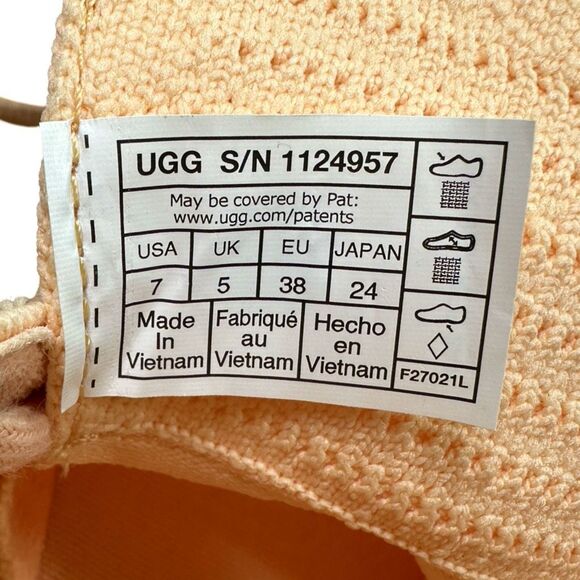 UGG S/N 1124957
May be covered by Pat:
www.ugg.com/patents
USA UK EU JAPAN
7 5 38 24
Made In Vietnam
Fabriqué au Vietnam
Hecho en Vietnam
F27021L